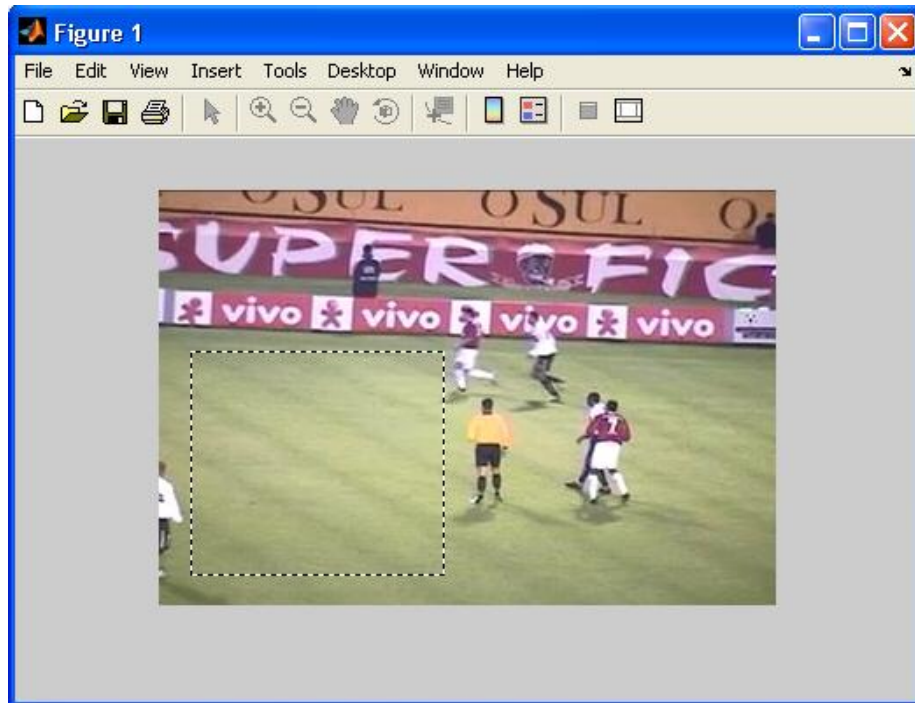 Figure 1
File Edit View Insert Tools Desktop Window Help
O SUL O SUL O
SUPER FIC
vivo vivo vivo vivo
7